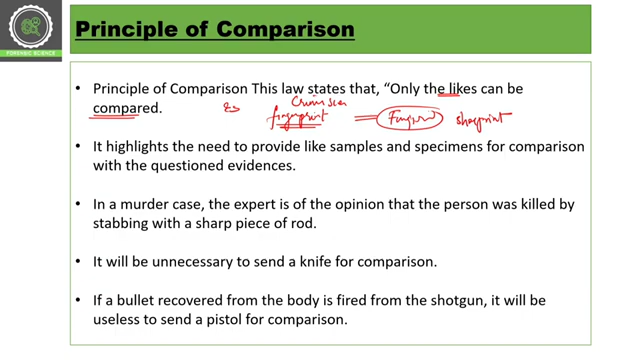 Principle of Comparison
FORENSIC SCIENCE
• Principle of Comparison This law states that, “Only the likes can be
compared.
Ex
Crime Scen
fingerprint = Fingerprint shoeprint
• It highlights the need to provide like samples and specimens for comparison
with the questioned evidences.
• In a murder case, the expert is of the opinion that the person was killed by
stabbing with a sharp piece of rod.
• It will be unnecessary to send a knife for comparison.
• If a bullet recovered from the body is fired from the shotgun, it will be
useless to send a pistol for comparison.